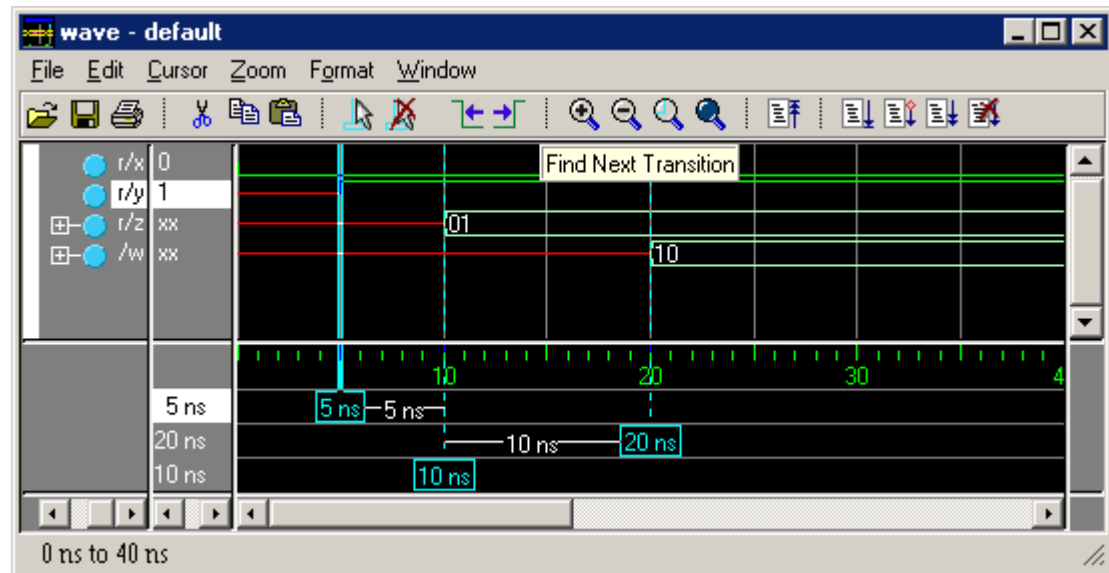 wave - default
File Edit Cursor Zoom Format Window
Find Next Transition
r/x 0
r/y 1
r/z xx 01
/w xx 10
10 20 30 4
5 ns 5 ns 5 ns
20 ns 10 ns 20 ns
10 ns 10 ns
0 ns to 40 ns